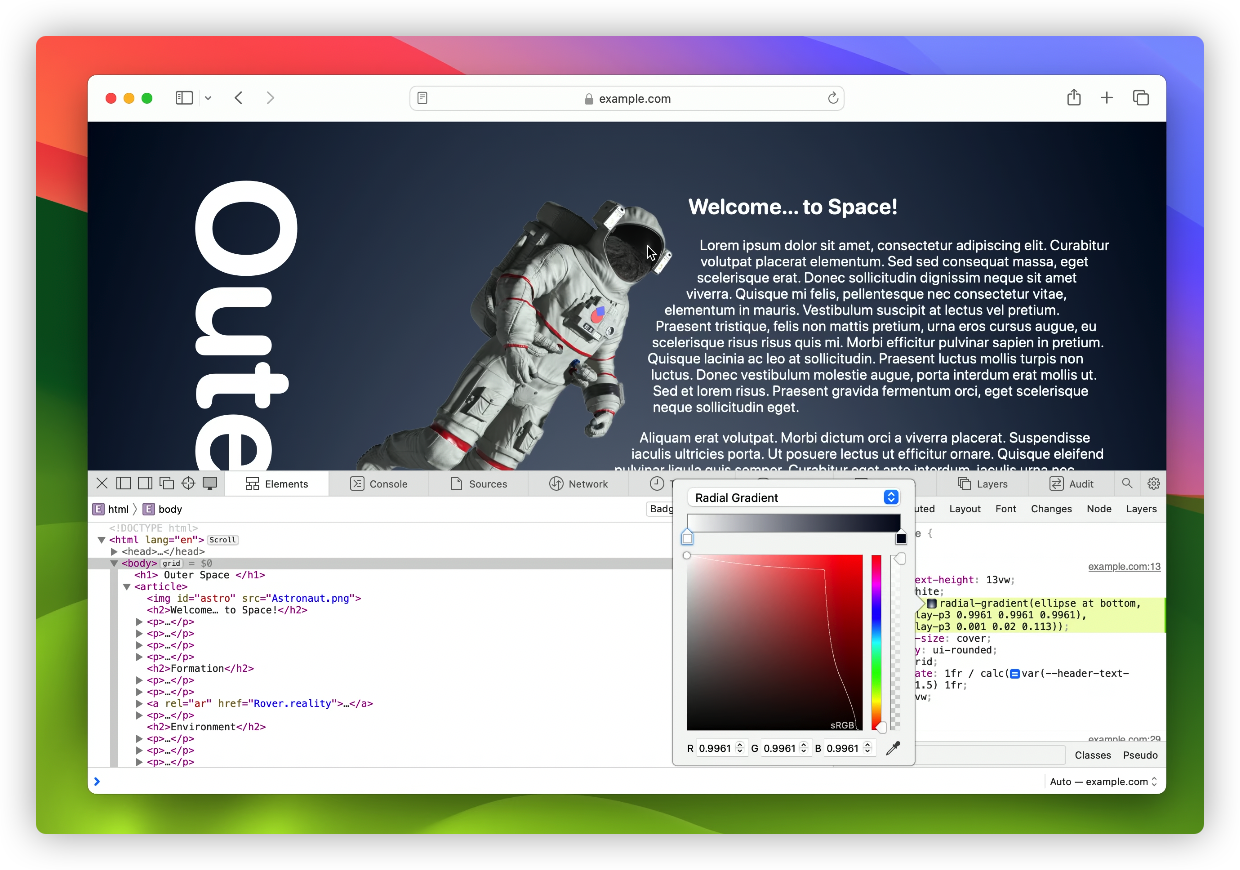 example.com
Oute
Welcome... to Space!
Lorem ipsum dolor sit amet, consectetur adipiscing elit. Curabitur
volutpat placerat elementum. Sed sed consequat massa, eget
scelerisque erat. Donec sollicitudin dignissim neque sit amet
viverra. Quisque mi felis, pellentesque nec consectetur vitae,
elementum in mauris. Vestibulum suscipit at lectus vel pretium.
Praesent tristique, felis non mattis pretium, urna eros cursus augue, eu
scelerisque risus risus quis mi. Morbi efficitur pulvinar sapien in pretium.
Quisque lacinia ac leo at sollicitudin. Praesent luctus mollis turpis non
luctus. Donec vestibulum molestie augue, porta interdum erat mollis ut.
Sed et lorem risus. Praesent gravida fermentum orci, eget scelerisque
neque sollicitudin eget.
Aliquam erat volutpat. Morbi dictum orci a viverra placerat. Suspendisse
iaculis ultricies porta. Ut posuere lectus ut efficitur ornare. Quisque eleifend
pulvinar ligula quis semper. Curabitur eget ante interdum, iaculis urna nec,
Elements Console Sources Network Layers Audit
E html 〉 E body
Badg
uted Layout Font Changes Node Layers
<!DOCTYPE html>
<html lang="en"> Scroll
<head>…</head>
<body> grid = $0
<h1> Outer Space </h1>
<article>
<img id="astro" src="Astronaut.png">
<h2>Welcome… to Space!</h2>
<p>…</p>
<p>…</p>
<p>…</p>
<p>…</p>
<h2>Formation</h2>
<p>…</p>
<p>…</p>
<a rel="ar" href="Rover.reality">…</a>
<p>…</p>
<h2>Environment</h2>
<p>…</p>
<p>…</p>
<p>…</p>
Radial Gradient
sRGB
R 0.9961 G 0.9961 B 0.9961
e {
example.com:13
ext-height: 13vw;
hite;
radial-gradient(ellipse at bottom,
lay-p3 0.9961 0.9961 0.9961),
lay-p3 0.001 0.02 0.113));
-size: cover;
y: ui-rounded;
rid;
ate: 1fr / calc(var(--header-text-
1.5) 1fr;
vw;
example.com:29
Classes Pseudo
Auto — example.com